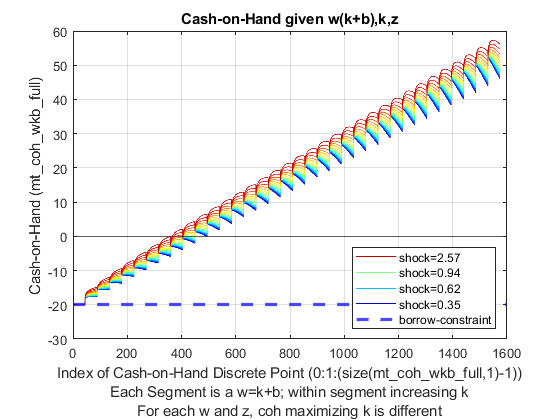 Cash-on-Hand given w(k+b),k,z
60
50
40
30
20
10
0
-10
-20
-30
Cash-on-Hand (mt_coh_wkb_full)
shock=2.57
shock=0.94
shock=0.62
shock=0.35
borrow-constraint
0 200 400 600 800 1000 1200 1400 1600
Index of Cash-on-Hand Discrete Point (0:1:(size(mt_coh_wkb_full,1)-1))
Each Segment is a w=k+b; within segment increasing k
For each w and z, coh maximizing k is different